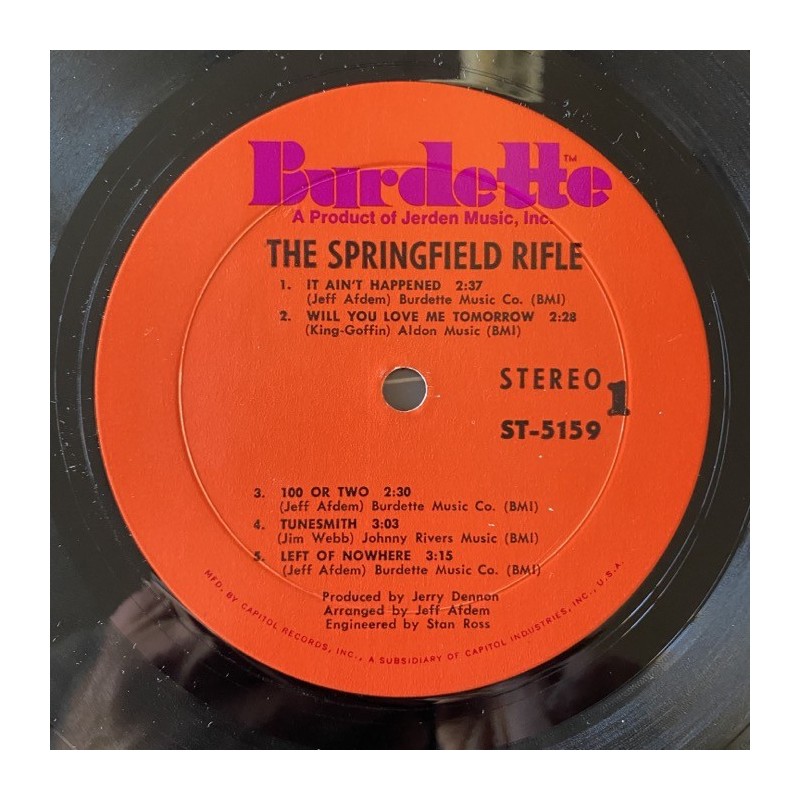 Burdette™
A Product of Jerden Music, Inc.
THE SPRINGFIELD RIFLE
1. IT AIN'T HAPPENED 2:37
(Jeff Afdem) Burdette Music Co. (BMI)
2. WILL YOU LOVE ME TOMORROW 2:28
(King-Goffin) Aldon Music (BMI)
STEREO 1
ST-5159
3. 100 OR TWO 2:30
(Jeff Afdem) Burdette Music Co. (BMI)
4. TUNESMITH 3:03
(Jim Webb) Johnny Rivers Music (BMI)
5. LEFT OF NOWHERE 3:15
(Jeff Afdem) Burdette Music Co. (BMI)
Produced by Jerry Dennon
Arranged by Jeff Afdem
Engineered by Stan Ross
MFD. BY CAPITOL RECORDS, INC., A SUBSIDIARY OF CAPITOL INDUSTRIES, INC., U.S.A.